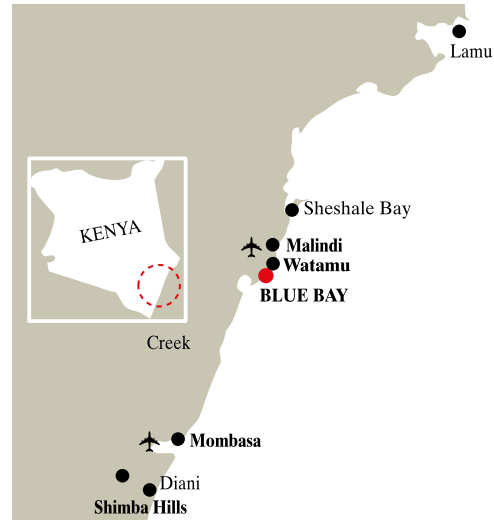 Lamu
Sheshale Bay
Malindi
Watamu
BLUE BAY
KENYA
Creek
Mombasa
Diani
Shimba Hills